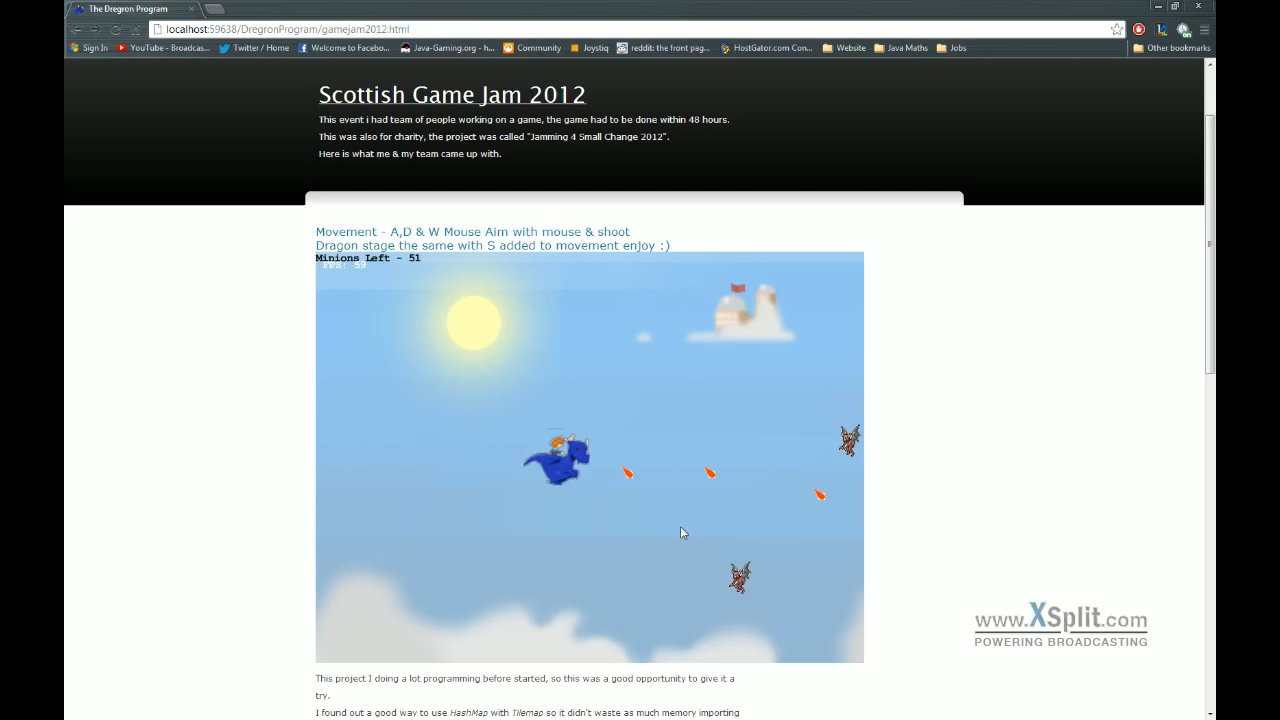 The Dregron Program
localhost:59638/DregronProgram/gamejam2012.html
Sign In YouTube - Broadcas... Twitter / Home Welcome to Facebo... Java-Gaming.org - h... Community Joystiq reddit: the front pag... HostGator.com Con... Website Java Maths Jobs Other bookmarks
Scottish Game Jam 2012
This event i had team of people working on a game, the game had to be done within 48 hours.
This was also for charity, the project was called "Jamming 4 Small Change 2012".
Here is what me & my team came up with.
Movement - A,D & W Mouse Aim with mouse & shoot
Dragon stage the same with S added to movement enjoy :)
Minions Left - 51
FPS: 59
www.XSplit.com
POWERING BROADCASTING
This project I doing a lot programming before started, so this was a good opportunity to give it a
try.
I found out a good way to use HashMap with Tilemap so it didn't waste as much memory importing